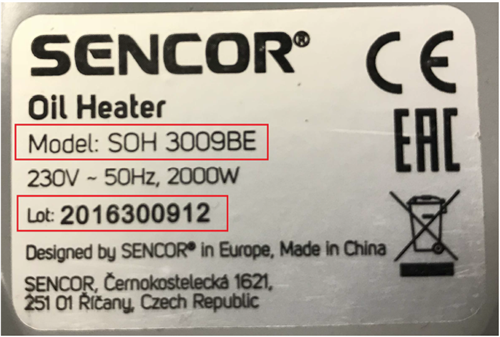 SENCOR®
CE
Oil Heater
Model: SOH 3009BE
EAC
230V ~ 50Hz, 2000W
Lot: 2016300912
Designed by SENCOR® in Europe, Made in China
SENCOR, Černokostelecká 1621,
251 01 Říčany, Czech Republic